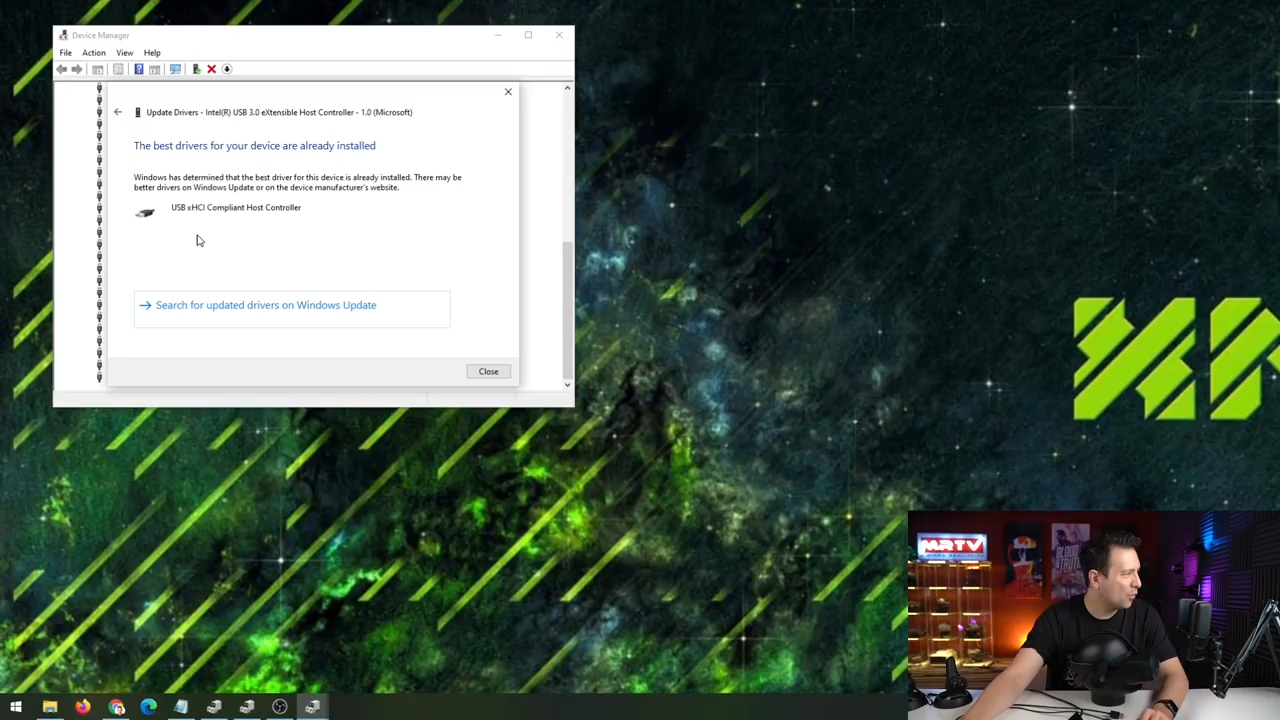 Device Manager
File Action View Help
Update Drivers - Intel(R) USB 3.0 eXtensible Host Controller - 1.0 (Microsoft)
The best drivers for your device are already installed
Windows has determined that the best driver for this device is already installed. There may be
better drivers on Windows Update or on the device manufacturer's website.
USB xHCI Compliant Host Controller
Search for updated drivers on Windows Update
Close
MRTV
BLOOD